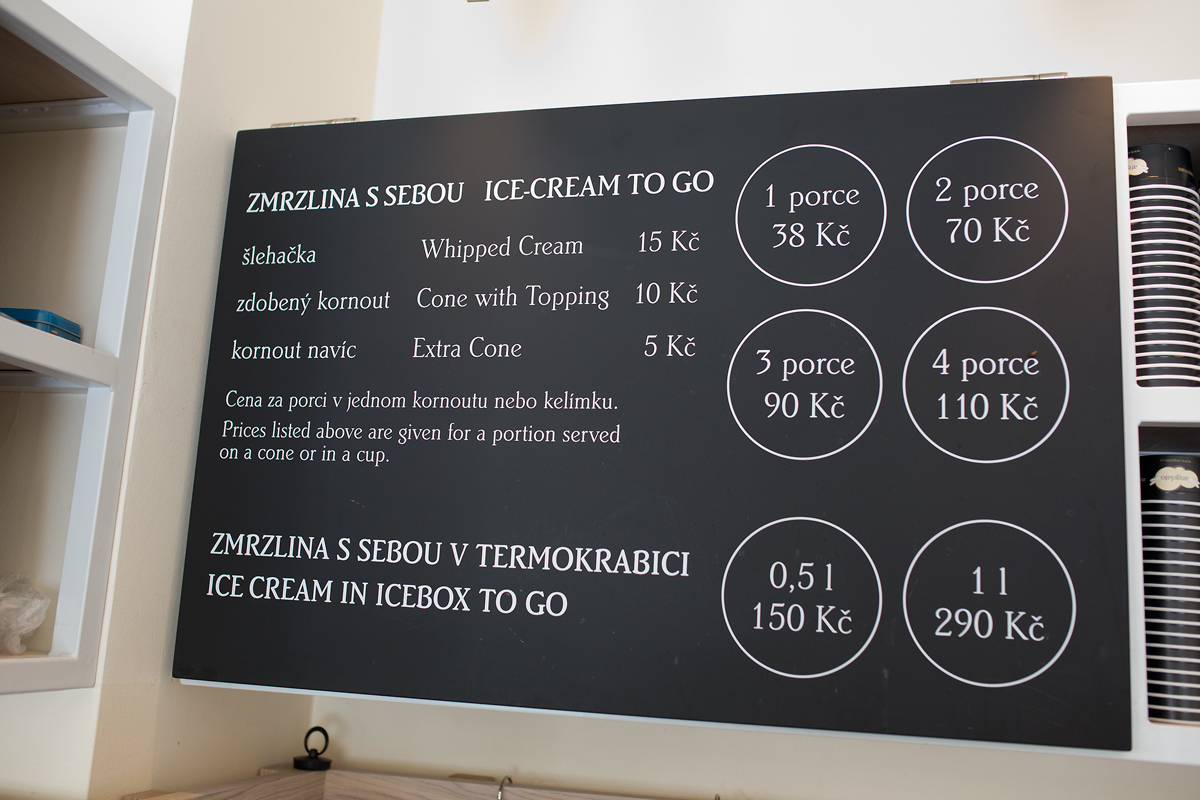 ZMRZLINA S SEBOU ICE-CREAM TO GO
šlehačka Whipped Cream 15 Kč
zdobený kornout Cone with Topping 10 Kč
kornout navíc Extra Cone 5 Kč
Cena za porci v jednom kornoutu nebo kelímku.
Prices listed above are given for a portion served
on a cone or in a cup.
1 porce
38 Kč
2 porce
70 Kč
3 porce
90 Kč
4 porce
110 Kč
ZMRZLINA S SEBOU V TERMOKRABICI
ICE CREAM IN ICEBOX TO GO
0,5 l
150 Kč
1 l
290 Kč